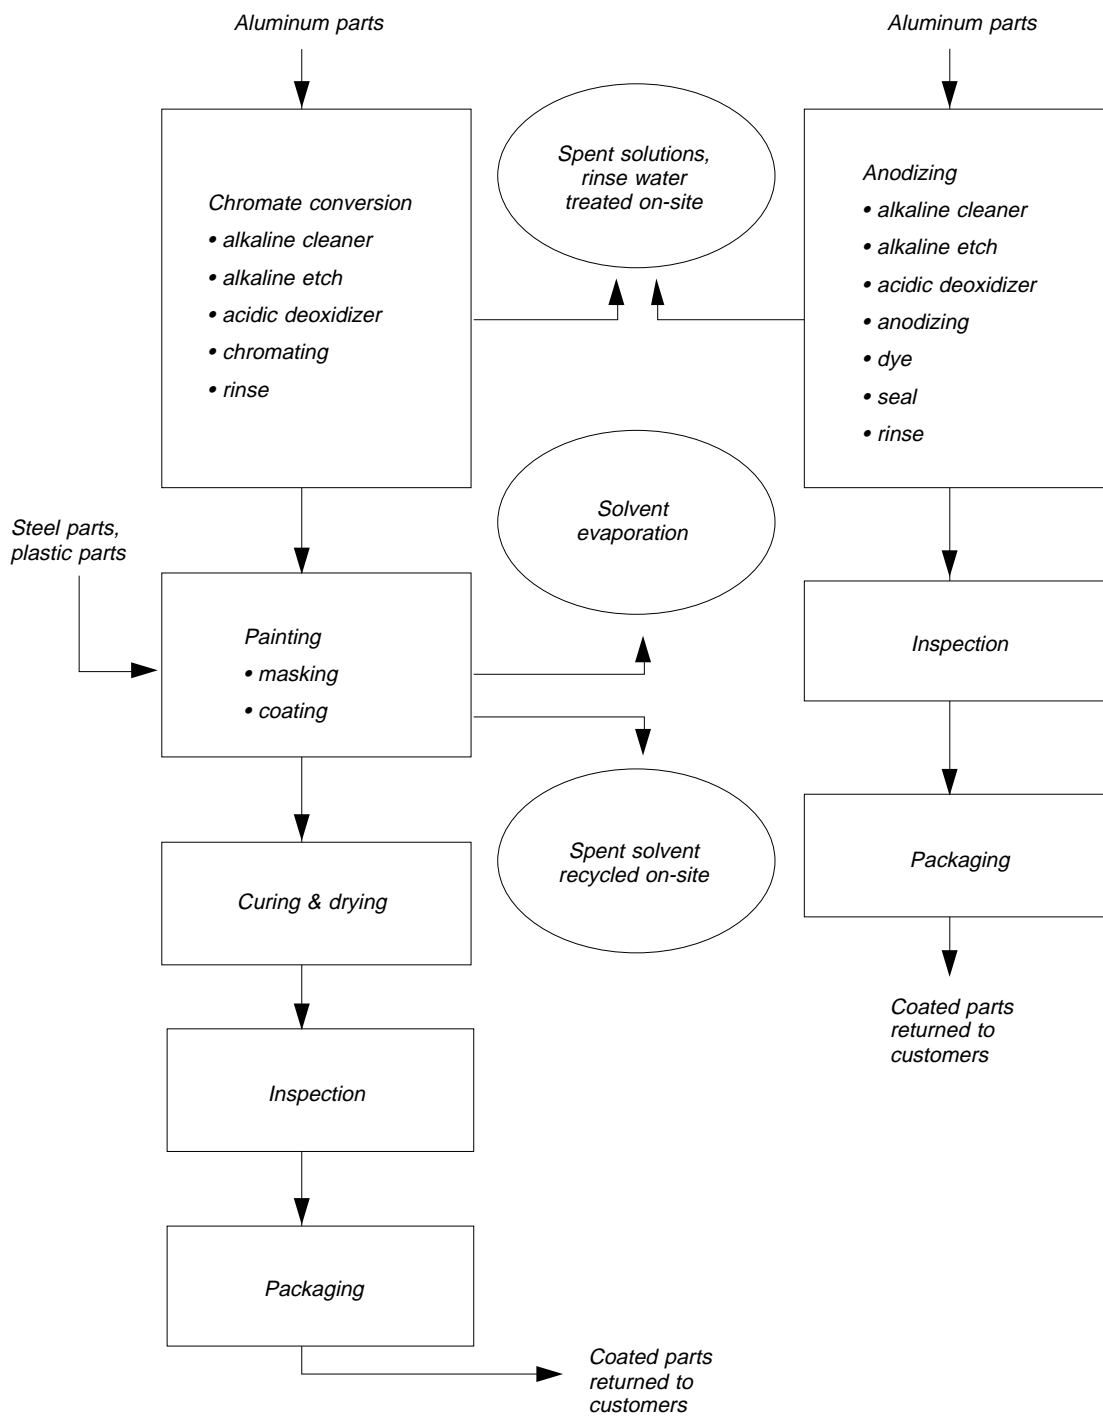 Aluminum parts
Aluminum parts
Chromate conversion
• alkaline cleaner
• alkaline etch
• acidic deoxidizer
• chromating
• rinse
Spent solutions,
rinse water
treated on-site
Anodizing
• alkaline cleaner
• alkaline etch
• acidic deoxidizer
• anodizing
• dye
• seal
• rinse
Steel parts,
plastic parts
Solvent
evaporation
Painting
• masking
• coating
Inspection
Spent solvent
recycled on-site
Packaging
Curing & drying
Coated parts
returned to
customers
Inspection
Packaging
Coated parts
returned to
customers